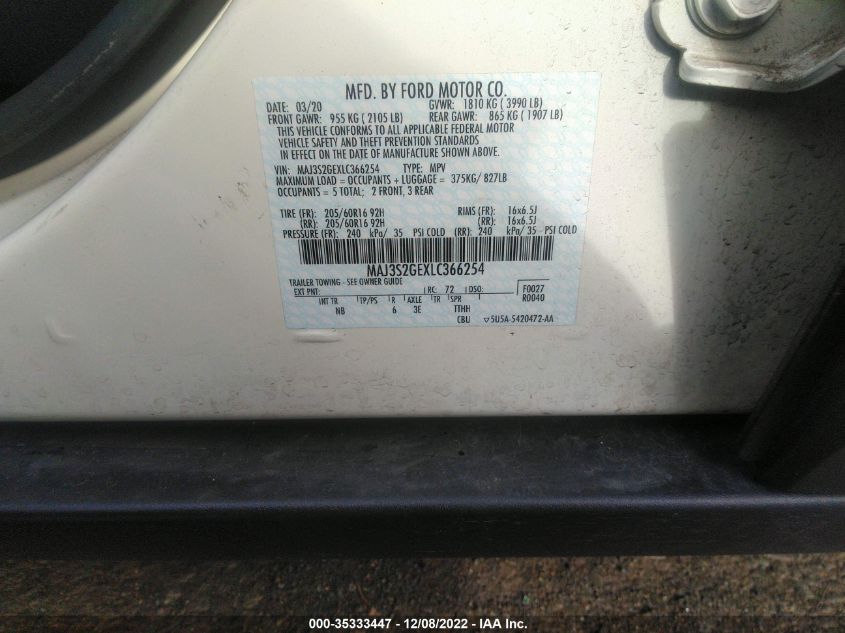 MFD. BY FORD MOTOR CO.
DATE: 03/20 GVWR: 1810 KG ( 3990 LB)
FRONT GAWR: 955 KG ( 2105 LB) REAR GAWR: 865 KG ( 1907 LB)
THIS VEHICLE CONFORMS TO ALL APPLICABLE FEDERAL MOTOR
VEHICLE SAFETY AND THEFT PREVENTION STANDARDS
IN EFFECT ON THE DATE OF MANUFACTURE SHOWN ABOVE.
VIN: MAJ3S2GEXLC366254 TYPE: MPV
MAXIMUM LOAD = OCCUPANTS + LUGGAGE = 375KG/ 827LB
OCCUPANTS = 5 TOTAL; 2 FRONT, 3 REAR
TIRE (FR): 205/60R16 92H RIMS (FR): 16x6.5J
(RR): 205/60R16 92H (RR): 16x6.5J
PRESSURE (FR): 240 kPa/ 35 PSI COLD (RR): 240 kPa/ 35 PSI COLD
MAJ3S2GEXLC366254
TRAILER TOWING - SEE OWNER GUIDE F0027
EXT PNT: RC: 72 DSO: R0040
INT TR TP/PS R AXLE TR SPR
NB 6 3E TTHH
CBU 5U5A-5420472-AA
000-35333447 - 12/08/2022 - IAA Inc.